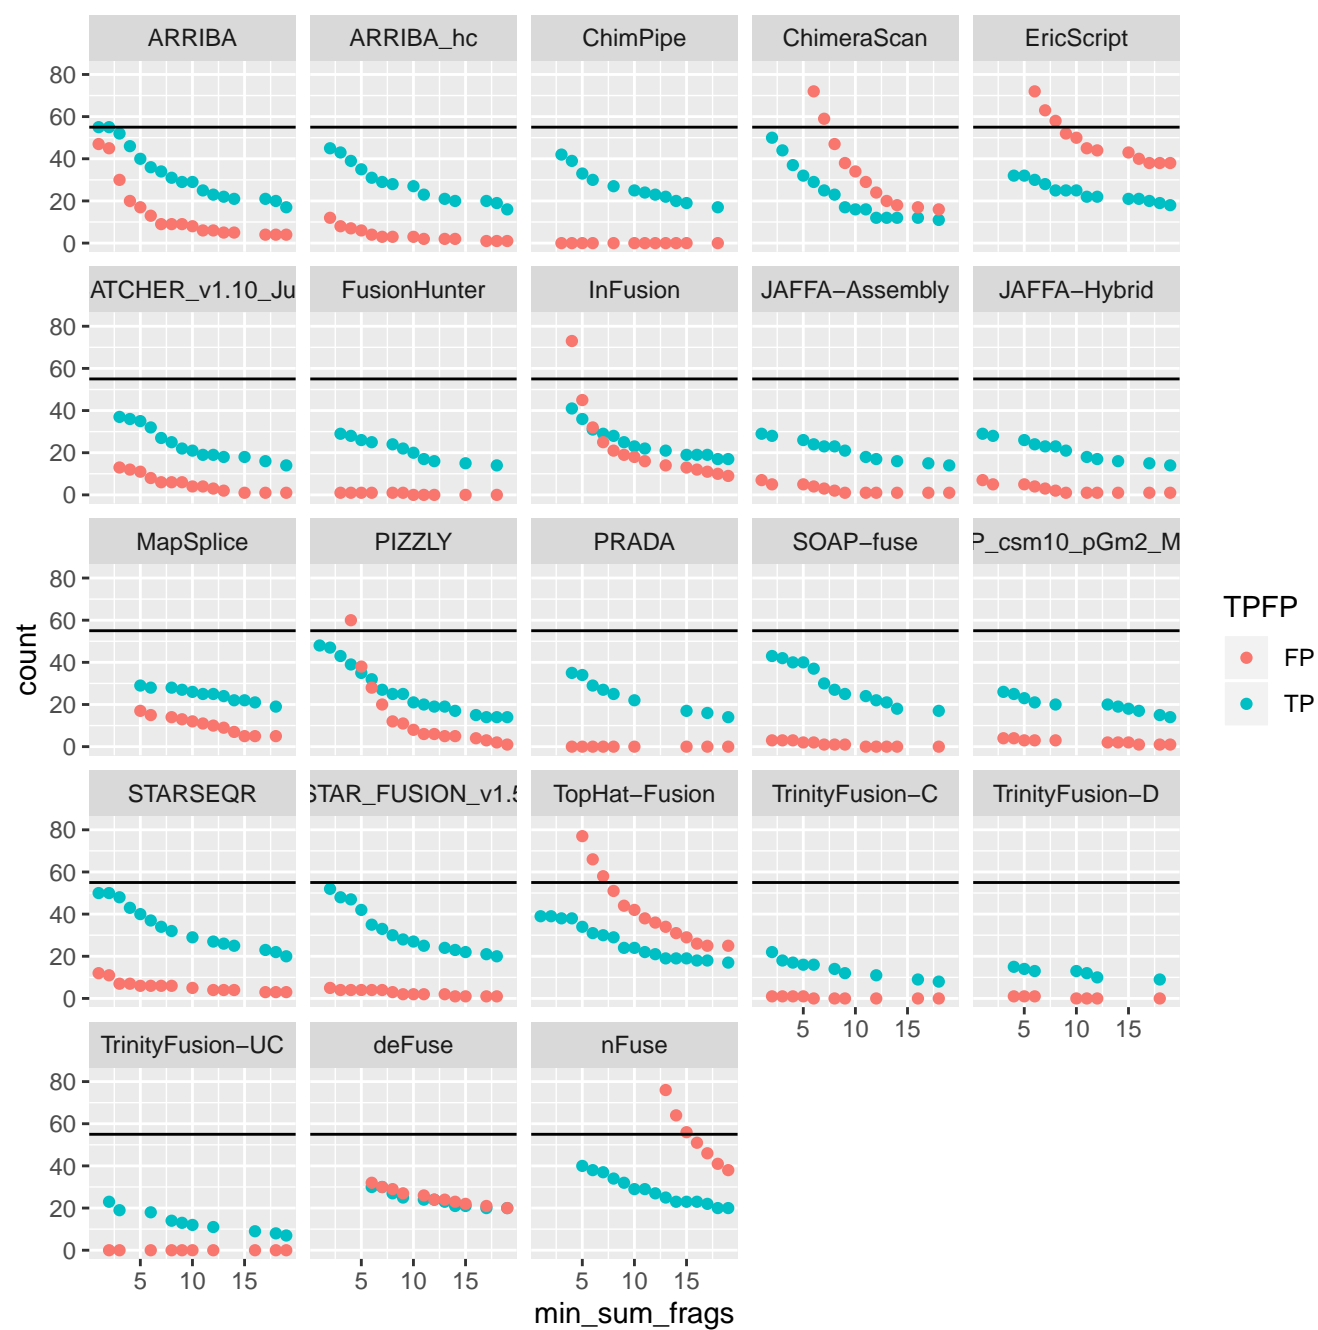 ARRIBA ARRIBA_hc ChimPipe ChimeraScan EricScript
80
60
40
20
0
ATCHER_v1.10_Ju FusionHunter InFusion JAFFA−Assembly JAFFA−Hybrid
80
60
40
20
0
MapSplice PIZZLY PRADA SOAP−fuse P_csm10_pGm2_M
80
60
40
20
0
count
TPFP
FP
TP
STARSEQR STAR_FUSION_v1.5 TopHat−Fusion TrinityFusion−C TrinityFusion−D
80
60
40
20
0
5 10 15 5 10 15
TrinityFusion−UC deFuse nFuse
80
60
40
20
0
5 10 15 5 10 15 5 10 15
min_sum_frags